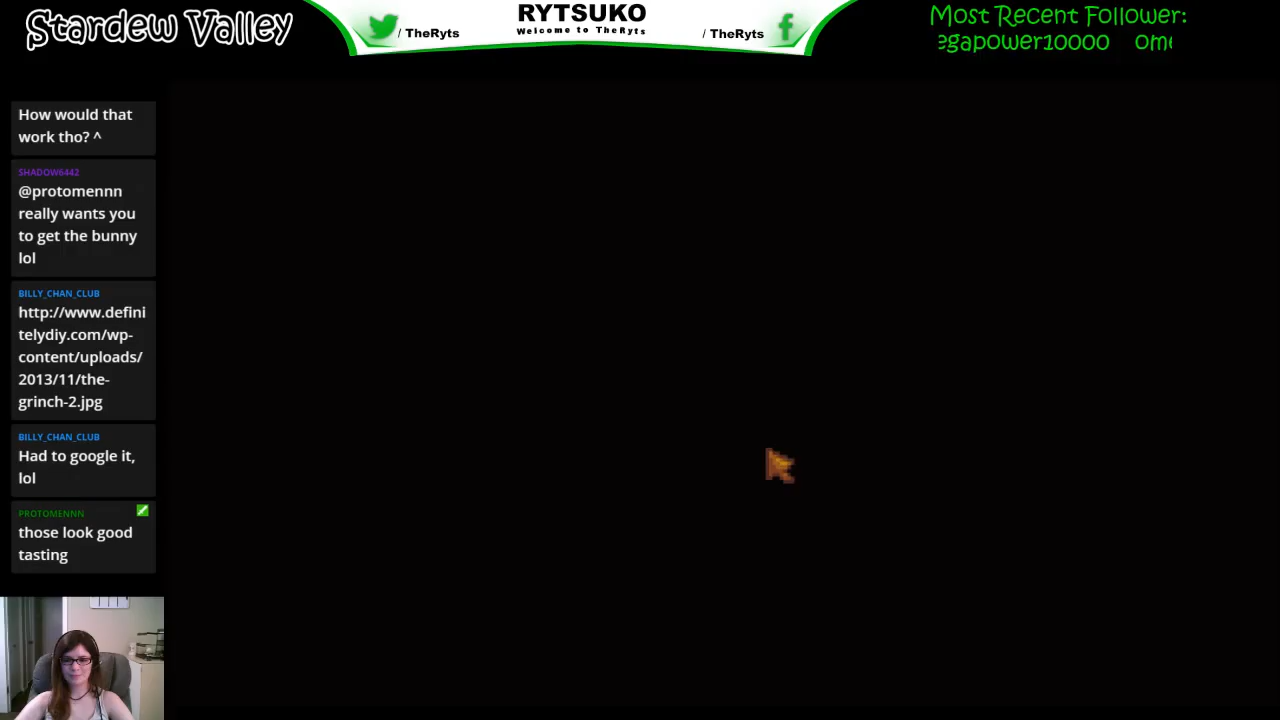 Stardew Valley
RYTSUKO
Welcome to TheRyts
/ TheRyts
/ TheRyts
Most Recent Follower:
egapower10000
How would that
work tho? ^
SHADOW6442
@protomennn
really wants you
to get the bunny
lol
BILLY_CHAN_CLUB
http://www.defini
telydiy.com/wp-
content/uploads/
2013/11/the-
grinch-2.jpg
BILLY_CHAN_CLUB
Had to google it,
lol
PROTOMENNN
those look good
tasting